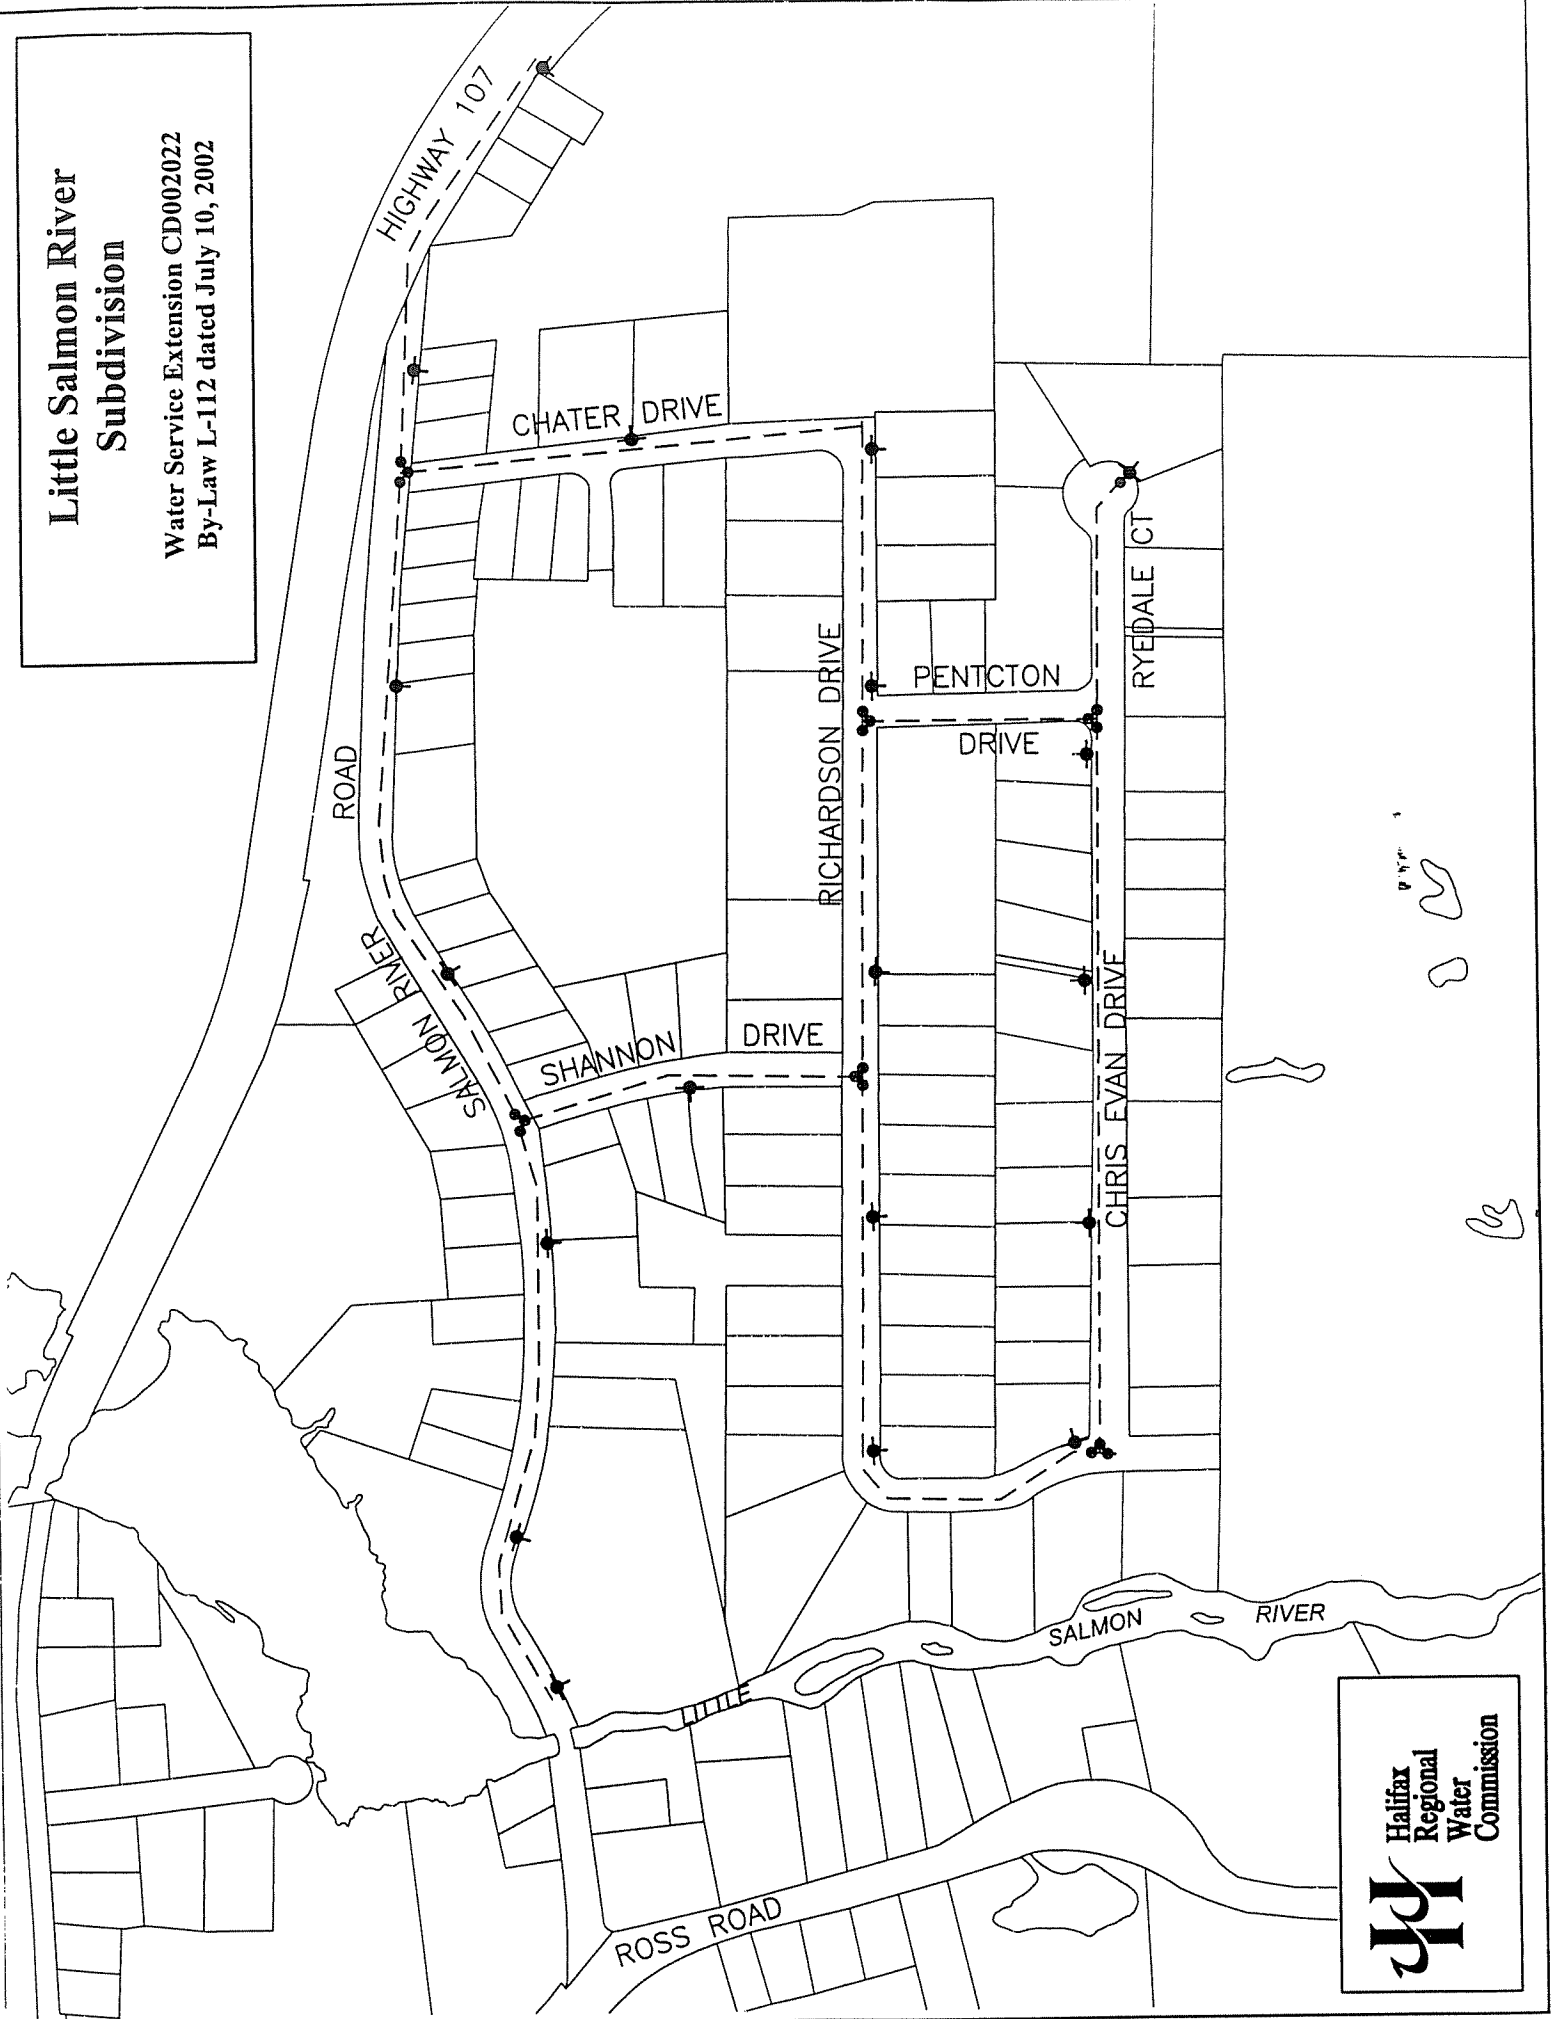 Little Salmon River
Subdivision
Water Service Extension CD002022
By-Law L-112 dated July 10, 2002
HIGHWAY 107
CHATER DRIVE
ROAD
SALMON RIVER
SHANNON DRIVE
RICHARDSON DRIVE
PENTCTON
DRIVE
RYEDALE CT
CHRIS EVAN DRIVE
LITTLE
SALMON
RIVER
ROSS ROAD
Halifax
Regional
Water
Commission